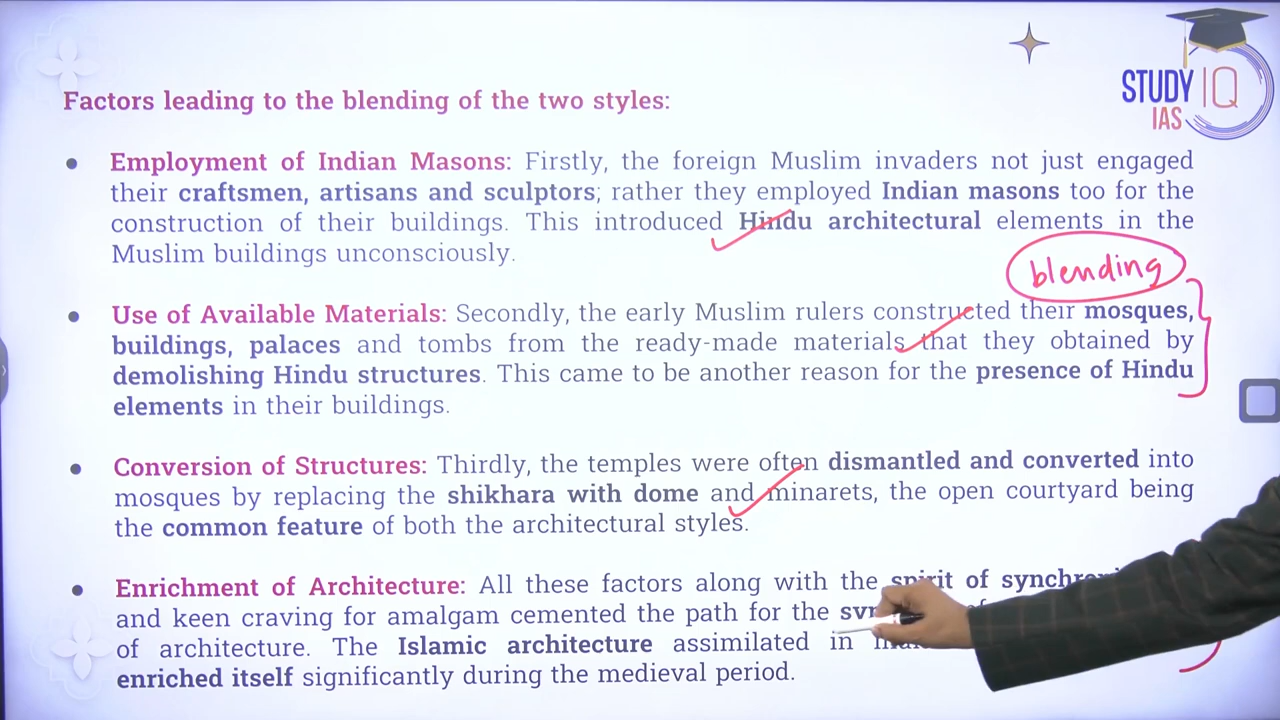 STUDY IQ
IAS
Factors leading to the blending of the two styles:
• Employment of Indian Masons: Firstly, the foreign Muslim invaders not just engaged
their craftsmen, artisans and sculptors; rather they employed Indian masons too for the
construction of their buildings. This introduced Hindu architectural elements in the
Muslim buildings unconsciously.
blending
• Use of Available Materials: Secondly, the early Muslim rulers constructed their mosques,
buildings, palaces and tombs from the ready-made materials that they obtained by
demolishing Hindu structures. This came to be another reason for the presence of Hindu
elements in their buildings.
• Conversion of Structures: Thirdly, the temples were often dismantled and converted into
mosques by replacing the shikhara with dome and minarets, the open courtyard being
the common feature of both the architectural styles.
• Enrichment of Architecture: All these factors along with the spirit of
and keen craving for amalgam cemented the path for the
of architecture. The Islamic architecture assimilated in
enriched itself significantly during the medieval period.